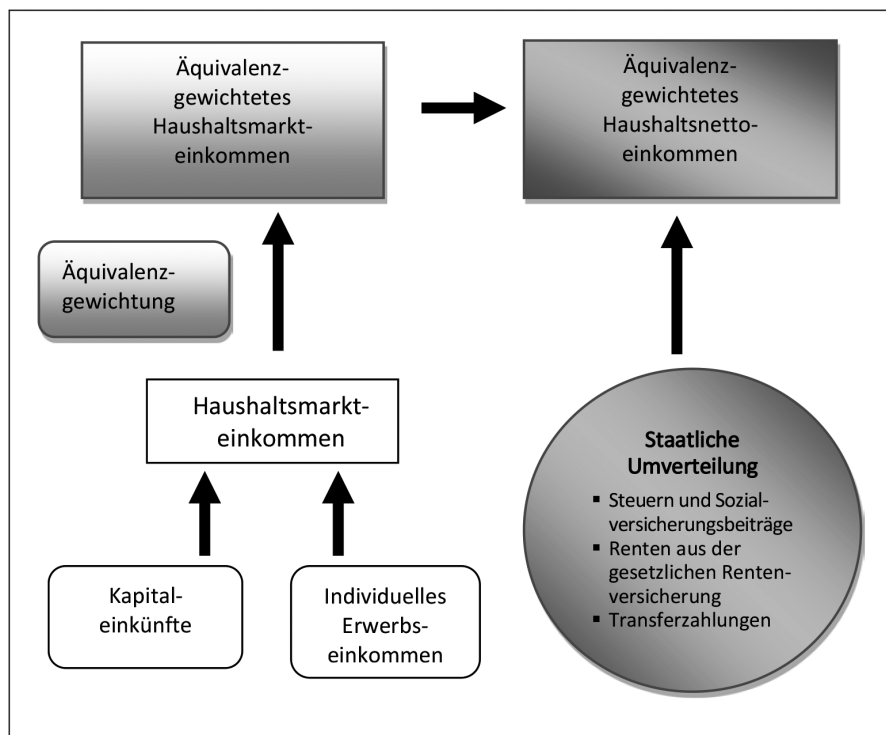 Äquivalenz-
gewichtetes
Haushaltsmarkt-
einkommen
Äquivalenz-
gewichtetes
Haushaltsnetto-
einkommen
Äquivalenz-
gewichtung
Haushaltsmarkt-
einkommen
Kapital-
einkünfte
Individuelles
Erwerbs-
einkommen
Staatliche
Umverteilung
▪ Steuern und Sozial-
versicherungsbeiträge
▪ Renten aus der
gesetzlichen Renten-
versicherung
▪ Transferzahlungen